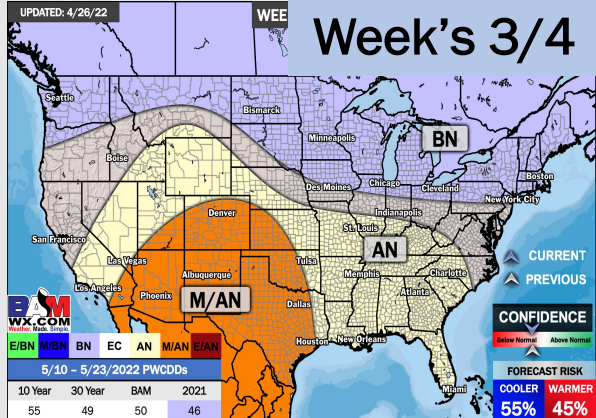 UPDATED: 4/26/22
WEE
Week's 3/4
Seattle
Bismarck
Minneapolis
BN
Boise
Boston
Des Moines
Chicago
Cleveland
New York City
Denver
Indianapolis
San Francisco
St. Louis
AN
CURRENT
Las Vegas
Tulsa
Albuquerque
Memphis
Charlotte
PREVIOUS
Los Angeles
Phoenix
M/AN
Dallas
Atlanta
BAM
WX.COM
Weather. Made. Simple.
CONFIDENCE
Below Normal
Above Normal
Houston
New Orleans
E/BN M/BN BN EC AN M/AN E/AN
5/10 – 5/23/2022 PWCDDs
FORECAST RISK
10 Year 30 Year BAM 2021
Miami
COOLER WARMER
55 49 50 46
55% 45%